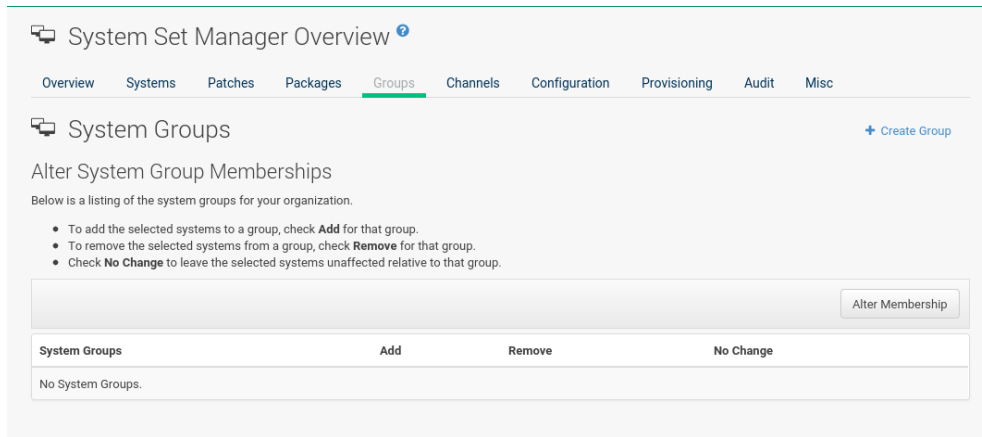 System Set Manager Overview ?
Overview Systems Patches Packages Groups Channels Configuration Provisioning Audit Misc
System Groups
+ Create Group
Alter System Group Memberships
Below is a listing of the system groups for your organization.
• To add the selected systems to a group, check Add for that group.
• To remove the selected systems from a group, check Remove for that group.
• Check No Change to leave the selected systems unaffected relative to that group.
Alter Membership
System Groups Add Remove No Change
No System Groups.